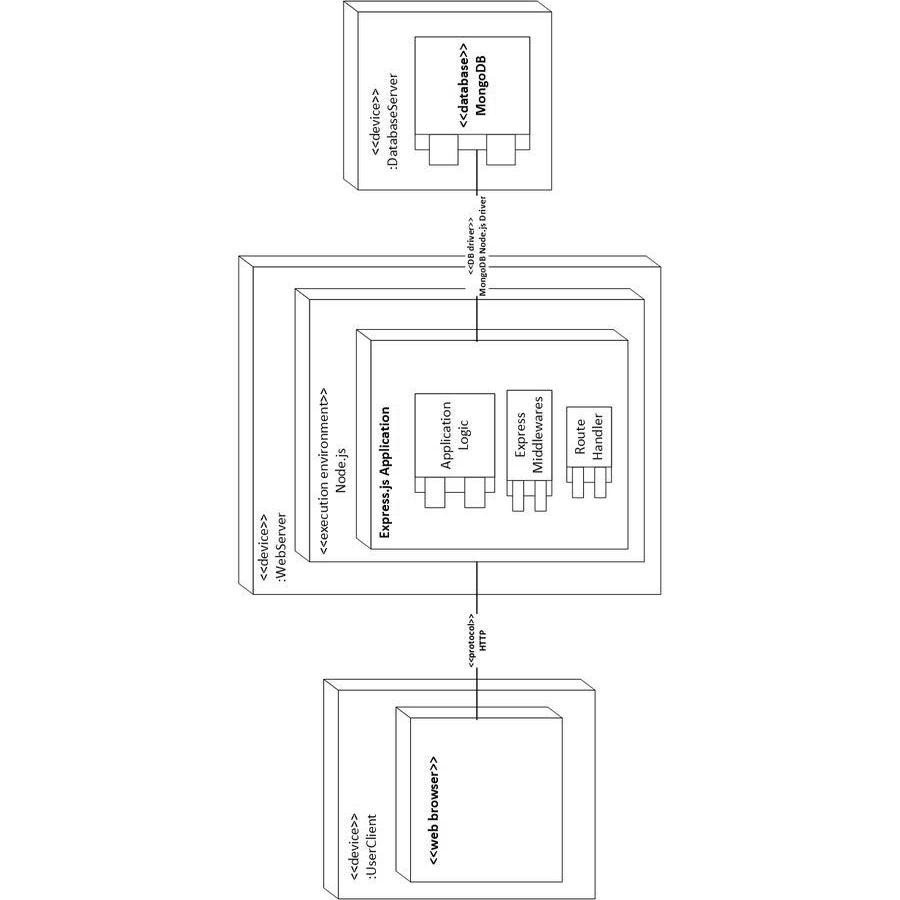 <<device>>
:UserClient
<<web browser>>
<<protocol>>
HTTP
<<device>>
:WebServer
<<execution environment>>
Node.js
Express.js Application
Application
Logic
Express
Middlewares
Route
Handler
<<DB driver>>
MongoDB Node.js Driver
<<device>>
:DatabaseServer
<<database>>
MongoDB